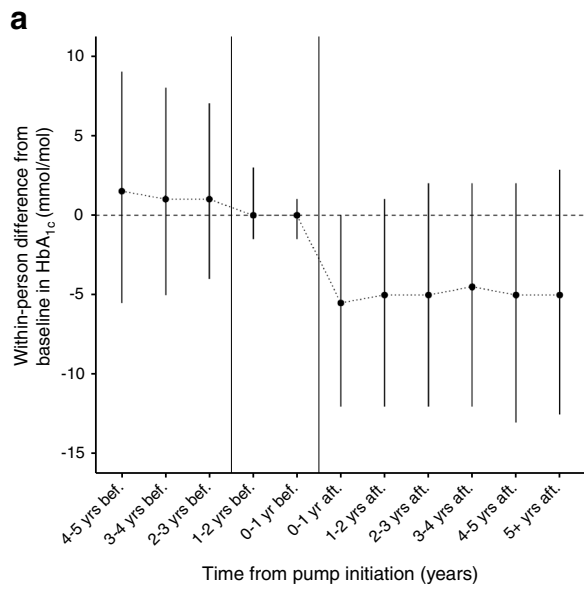 a
Within-person difference from
baseline in HbA1c (mmol/mol)
10
5
0
-5
-10
-15
4-5 yrs bef.
3-4 yrs bef.
2-3 yrs bef.
1-2 yrs bef.
0-1 yr bef.
0-1 yr aft.
1-2 yrs aft.
2-3 yrs aft.
3-4 yrs aft.
4-5 yrs aft.
5+ yrs aft.
Time from pump initiation (years)